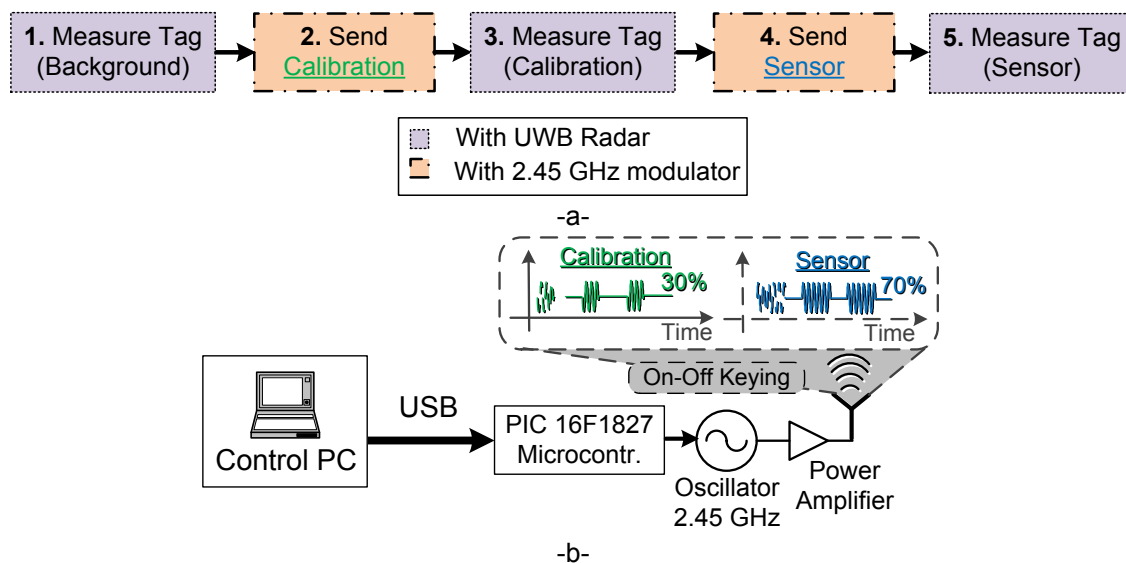 1. Measure Tag
(Background)
2. Send
Calibration
3. Measure Tag
(Calibration)
4. Send
Sensor
5. Measure Tag
(Sensor)
With UWB Radar
With 2.45 GHz modulator
-a-
Calibration
30%
Time
Sensor
70%
Time
On-Off Keying
Control PC
USB
PIC 16F1827
Microcontr.
Oscillator
2.45 GHz
Power
Amplifier
-b-